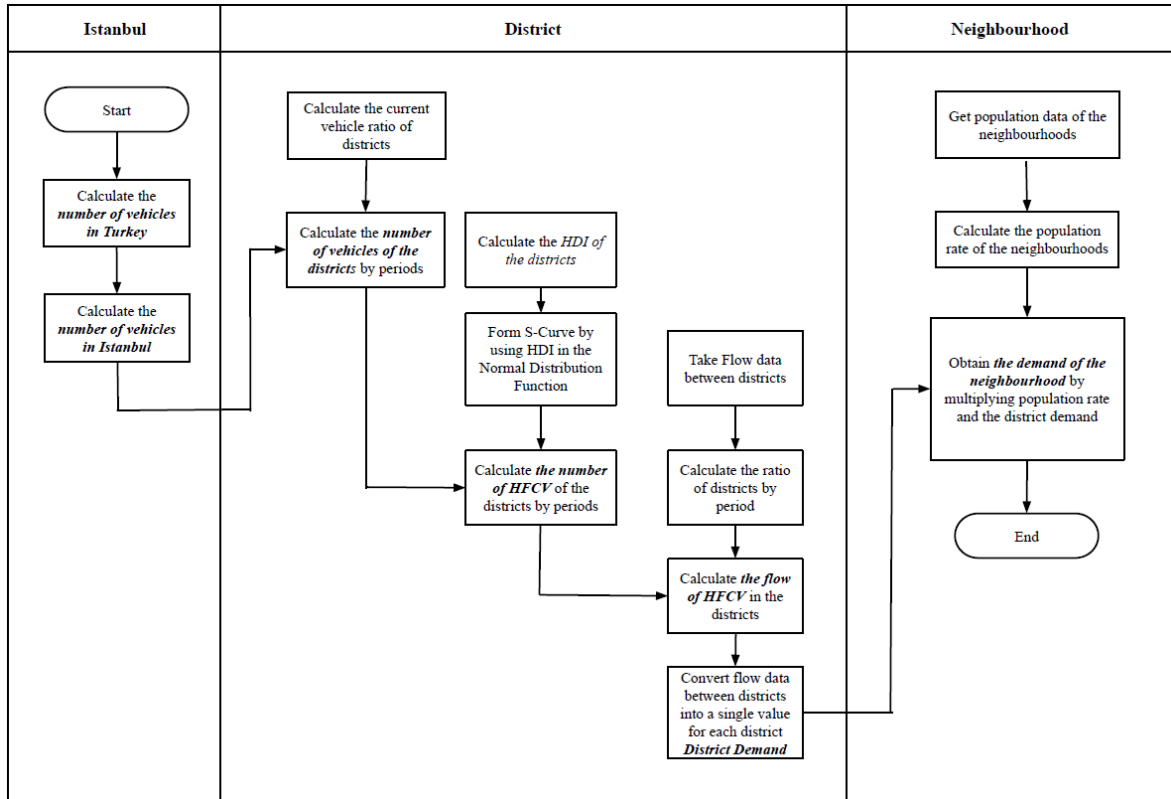 Istanbul
District
Neighbourhood
Start
Calculate the
number of vehicles
in Turkey
Calculate the
number of vehicles
in Istanbul
Calculate the current
vehicle ratio of
districts
Calculate the number
of vehicles of the
districts by periods
Calculate the HDI of
the districts
Form S-Curve by
using HDI in the
Normal Distribution
Function
Calculate the number
of HFCV of the
districts by periods
Take Flow data
between districts
Calculate the ratio
of districts by
period
Calculate the flow
of HFCV in the
districts
Convert flow data
between districts
into a single value
for each district
District Demand
Get population data of the
neighbourhoods
Calculate the population
rate of the neighbourhoods
Obtain the demand of the
neighbourhood by
multiplying population rate
and the district demand
End